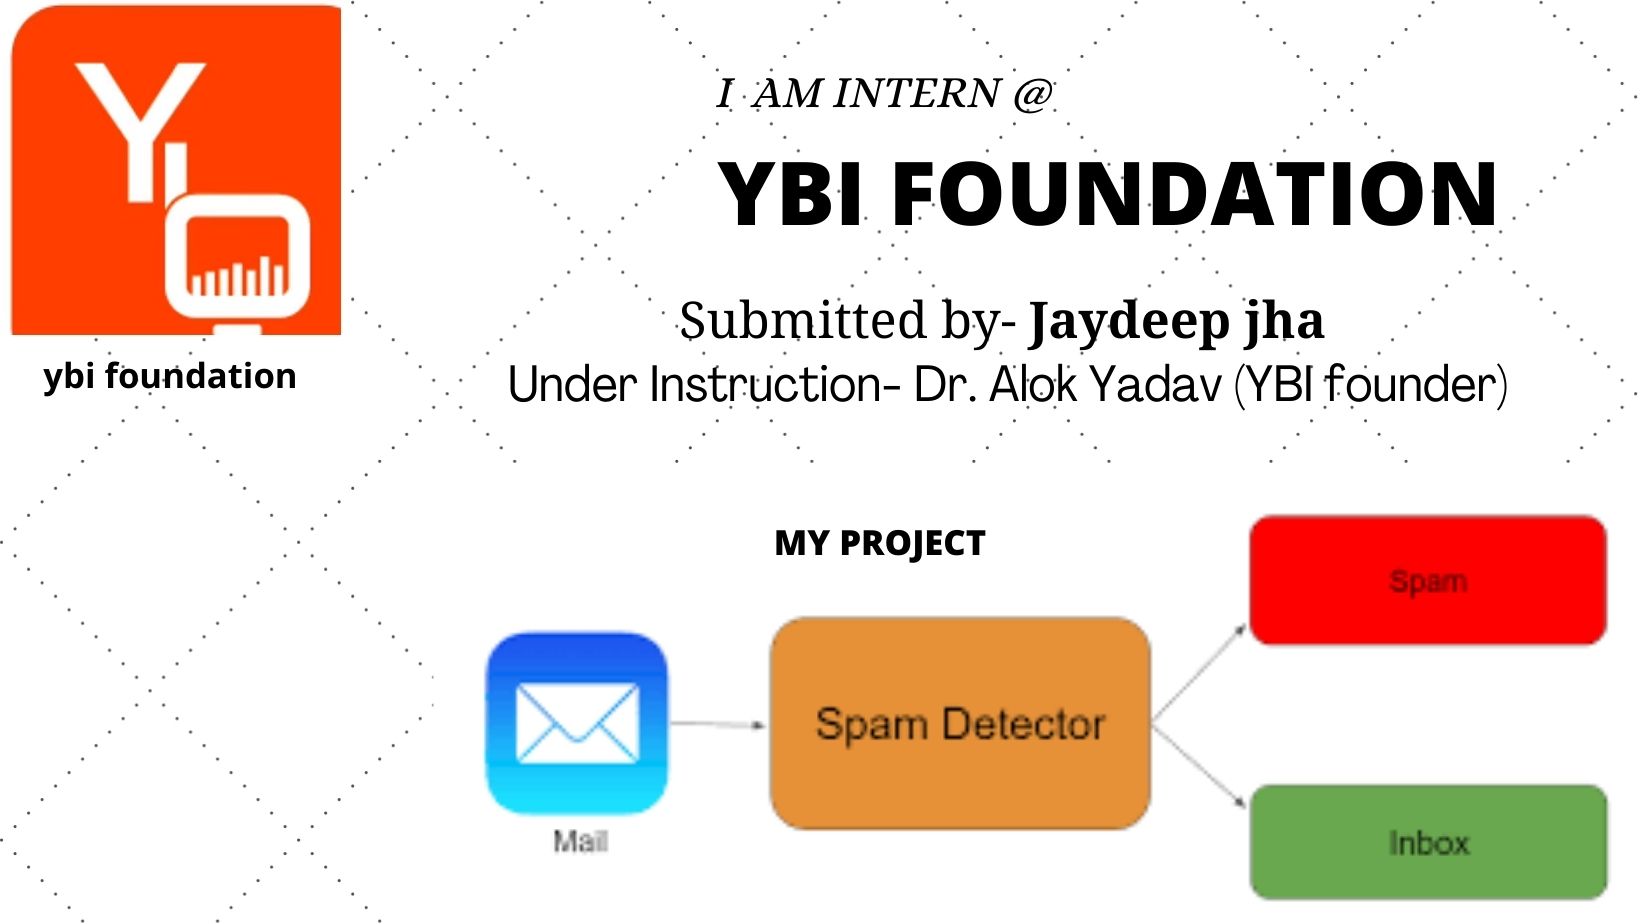 YI
ybi foundation
I AM INTERN @
YBI FOUNDATION
Submitted by- Jaydeep jha
Under Instruction- Dr. Alok Yadav (YBI founder)
MY PROJECT
Mail
Spam Detector
Spam
Inbox